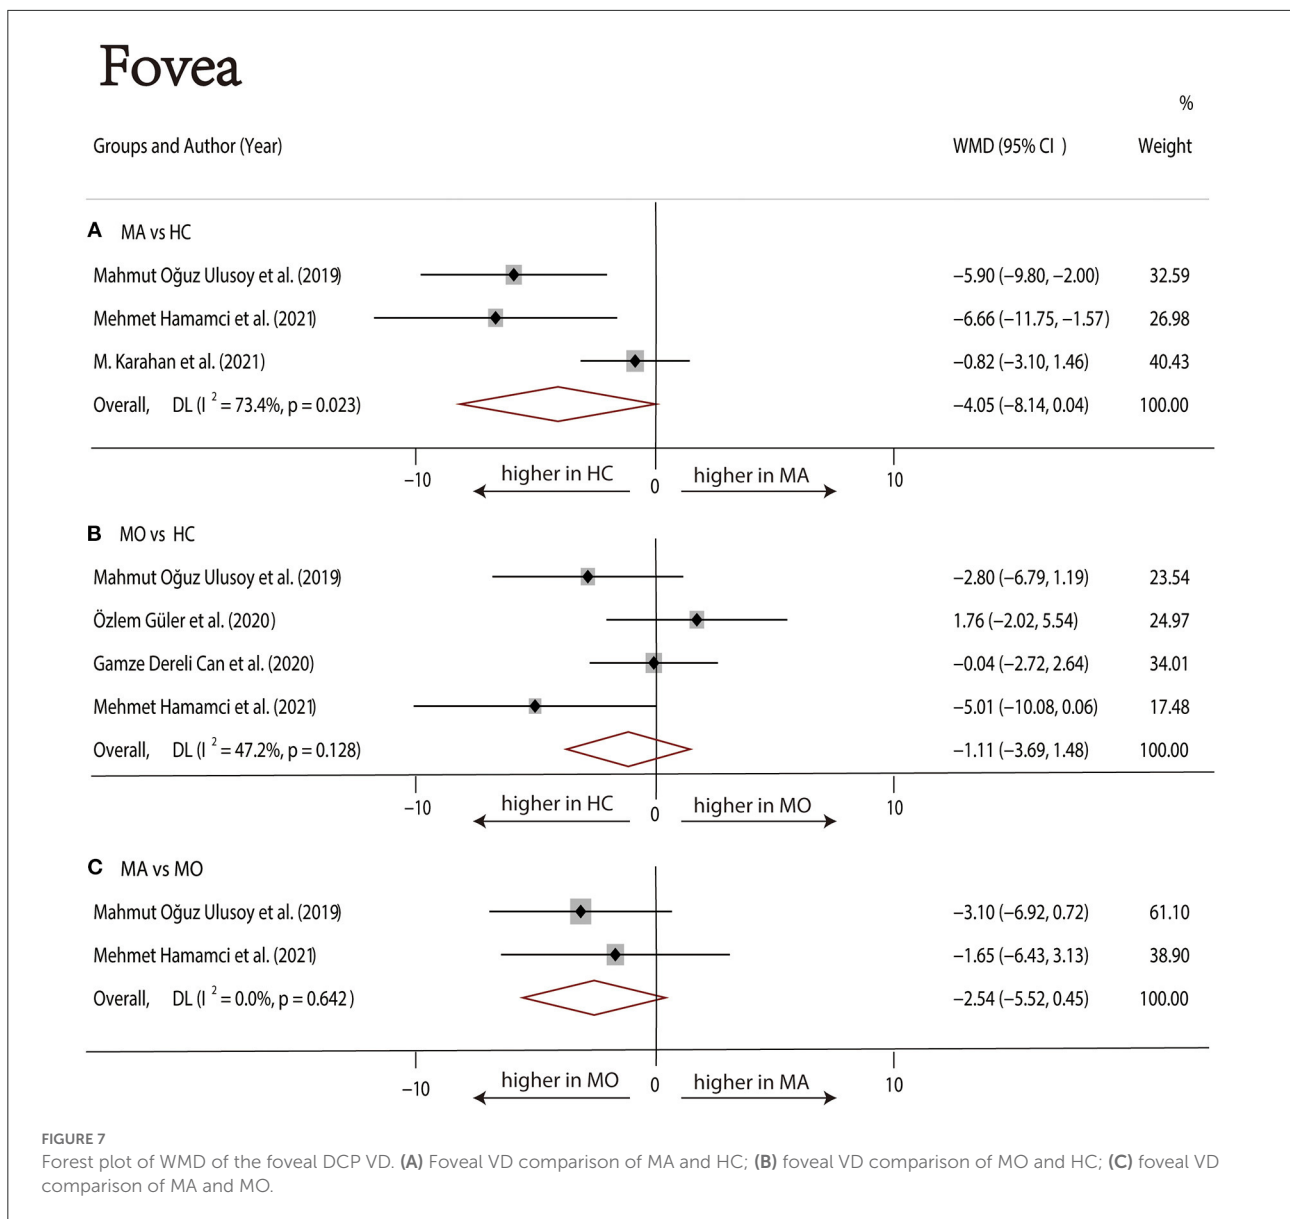 Fovea
%
Groups and Author (Year) WMD (95% CI ) Weight
A MA vs HC
Mahmut Oğuz Ulusoy et al. (2019) −5.90 (−9.80, −2.00) 32.59
Mehmet Hamamci et al. (2021) −6.66 (−11.75, −1.57) 26.98
M. Karahan et al. (2021) −0.82 (−3.10, 1.46) 40.43
Overall, DL (I 2 = 73.4%, p = 0.023) −4.05 (−8.14, 0.04) 100.00
−10 higher in HC 0 higher in MA 10
B MO vs HC
Mahmut Oğuz Ulusoy et al. (2019) −2.80 (−6.79, 1.19) 23.54
Özlem Güler et al. (2020) 1.76 (−2.02, 5.54) 24.97
Gamze Dereli Can et al. (2020) −0.04 (−2.72, 2.64) 34.01
Mehmet Hamamci et al. (2021) −5.01 (−10.08, 0.06) 17.48
Overall, DL (I 2 = 47.2%, p = 0.128) −1.11 (−3.69, 1.48) 100.00
−10 higher in HC 0 higher in MO 10
C MA vs MO
Mahmut Oğuz Ulusoy et al. (2019) −3.10 (−6.92, 0.72) 61.10
Mehmet Hamamci et al. (2021) −1.65 (−6.43, 3.13) 38.90
Overall, DL (I 2 = 0.0%, p = 0.642 ) −2.54 (−5.52, 0.45) 100.00
−10 higher in MO 0 higher in MA 10
FIGURE 7
Forest plot of WMD of the foveal DCP VD. (A) Foveal VD comparison of MA and HC; (B) foveal VD comparison of MO and HC; (C) foveal VD
comparison of MA and MO.